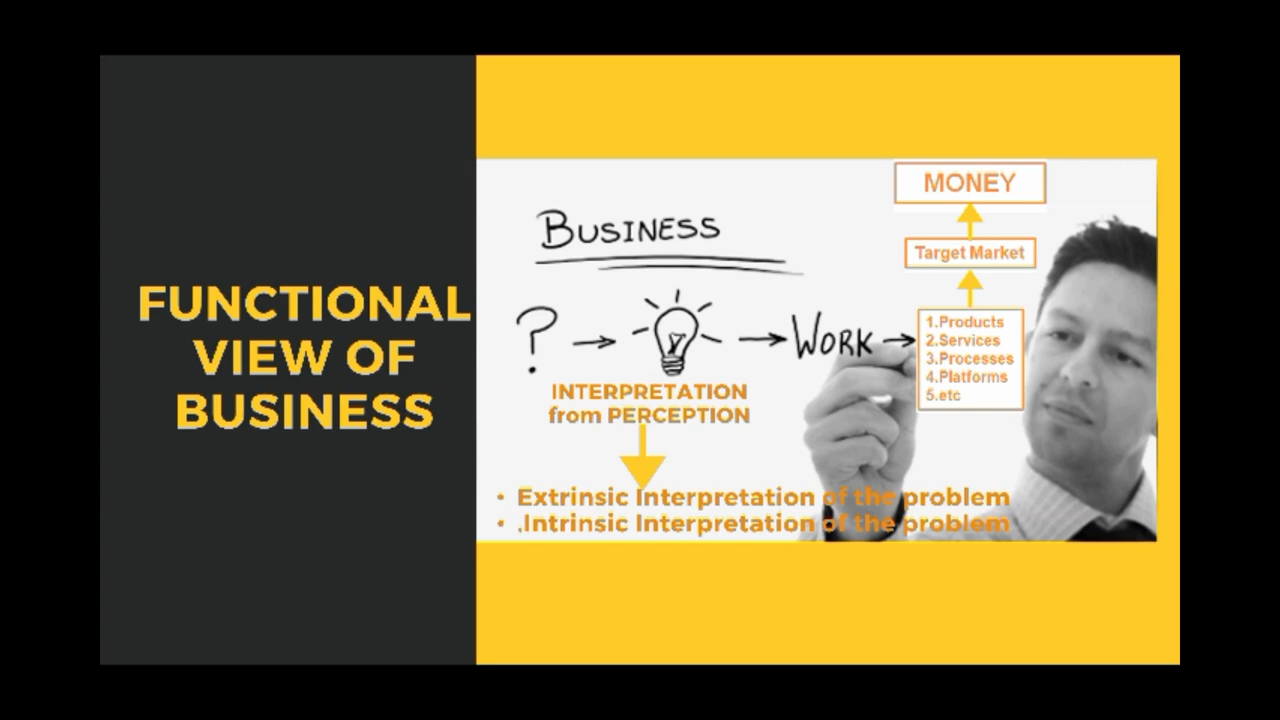 FUNCTIONAL
VIEW OF
BUSINESS
BUSINESS
? → → WORK →
INTERPRETATION
from PERCEPTION
• Extrinsic Interpretation of the problem
• .Intrinsic Interpretation of the problem
MONEY
Target Market
1.Products
2.Services
3.Processes
4.Platforms
5.etc